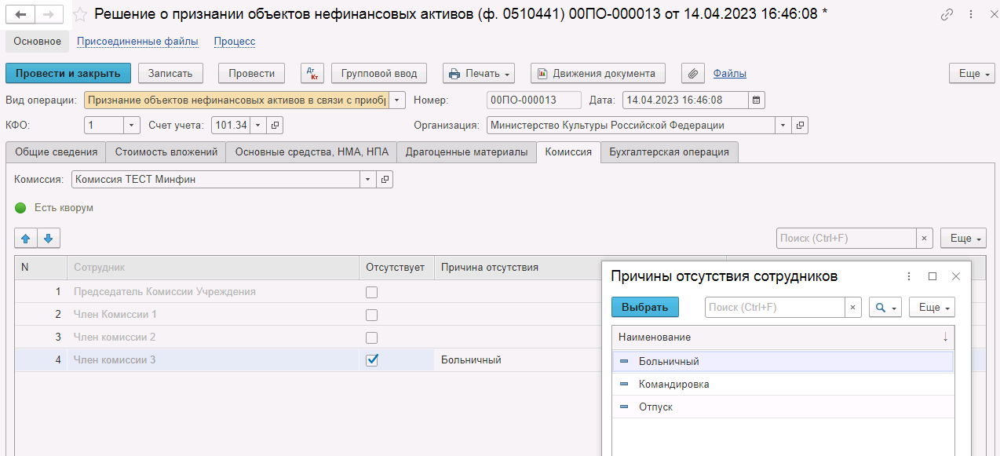 Решение о признании объектов нефинансовых активов (ф. 0510441) 00ПО-000013 от 14.04.2023 16:46:08 *
Основное Присоединенные файлы Процесс
Провести и закрыть Записать Провести Дт Кт Групповой ввод Печать Движения документа Файлы Еще
Вид операции: Признание объектов нефинансовых активов в связи с приобр Номер: 00ПО-000013 Дата: 14.04.2023 16:46:08
КФО: 1 Счет учета: 101.34 Организация: Министерство Культуры Российской Федерации
Общие сведения Стоимость вложений Основные средства, НМА, НПА Драгоценные материалы Комиссия Бухгалтерская операция
Комиссия: Комиссия ТЕСТ Минфин
Есть кворум
Поиск (Ctrl+F) × Еще
N Сотрудник Отсутствует Причина отсутствия
1 Председатель Комиссии Учреждения
2 Член Комиссии 1
3 Член комиссии 2
4 Член комиссии 3 Больничный
Причины отсутствия сотрудников
Выбрать Поиск (Ctrl+F) × Еще
Наименование ↓
Больничный
Командировка
Отпуск